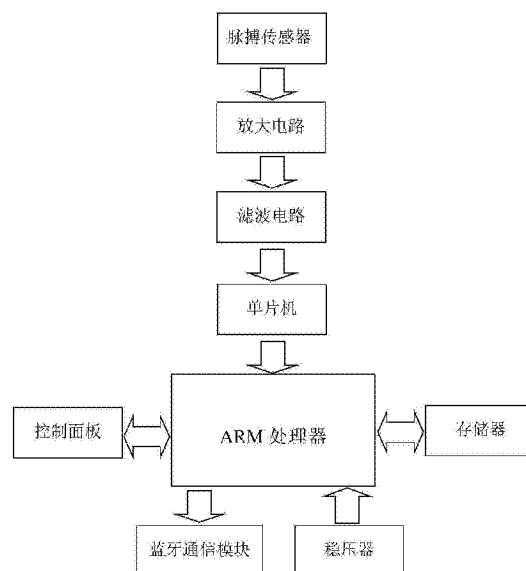 脉搏传感器
放大电路
滤波电路
单片机
控制面板
ARM 处理器
存储器
蓝牙通信模块
稳压器